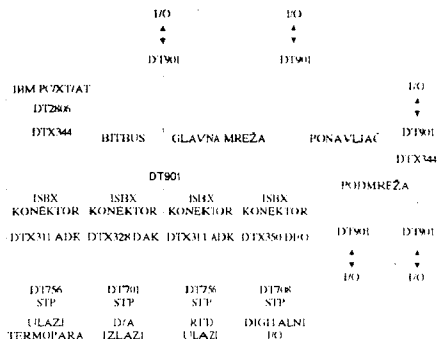 I/O I/O
DT901 DT901
IBM PC/XT/AT I/O
DT2806
DTX344 BITBUS GLAVNA MREŽA PONAVLJAČ DT901
DTX344
DT901
PODMREŽA
ISBX ISBX ISBX ISBX
KONEKTOR KONEKTOR KONEKTOR KONEKTOR
DTX311 ADK DTX328 DAK DTX311 ADK DTX350 DI/O DT901 DT901
I/O I/O
DT756 DT701 DT756 DT708
STP STP STP STP
ULAZI D/A RTD DIGITALNI
TERMOPARA IZLAZI ULAZI I/O